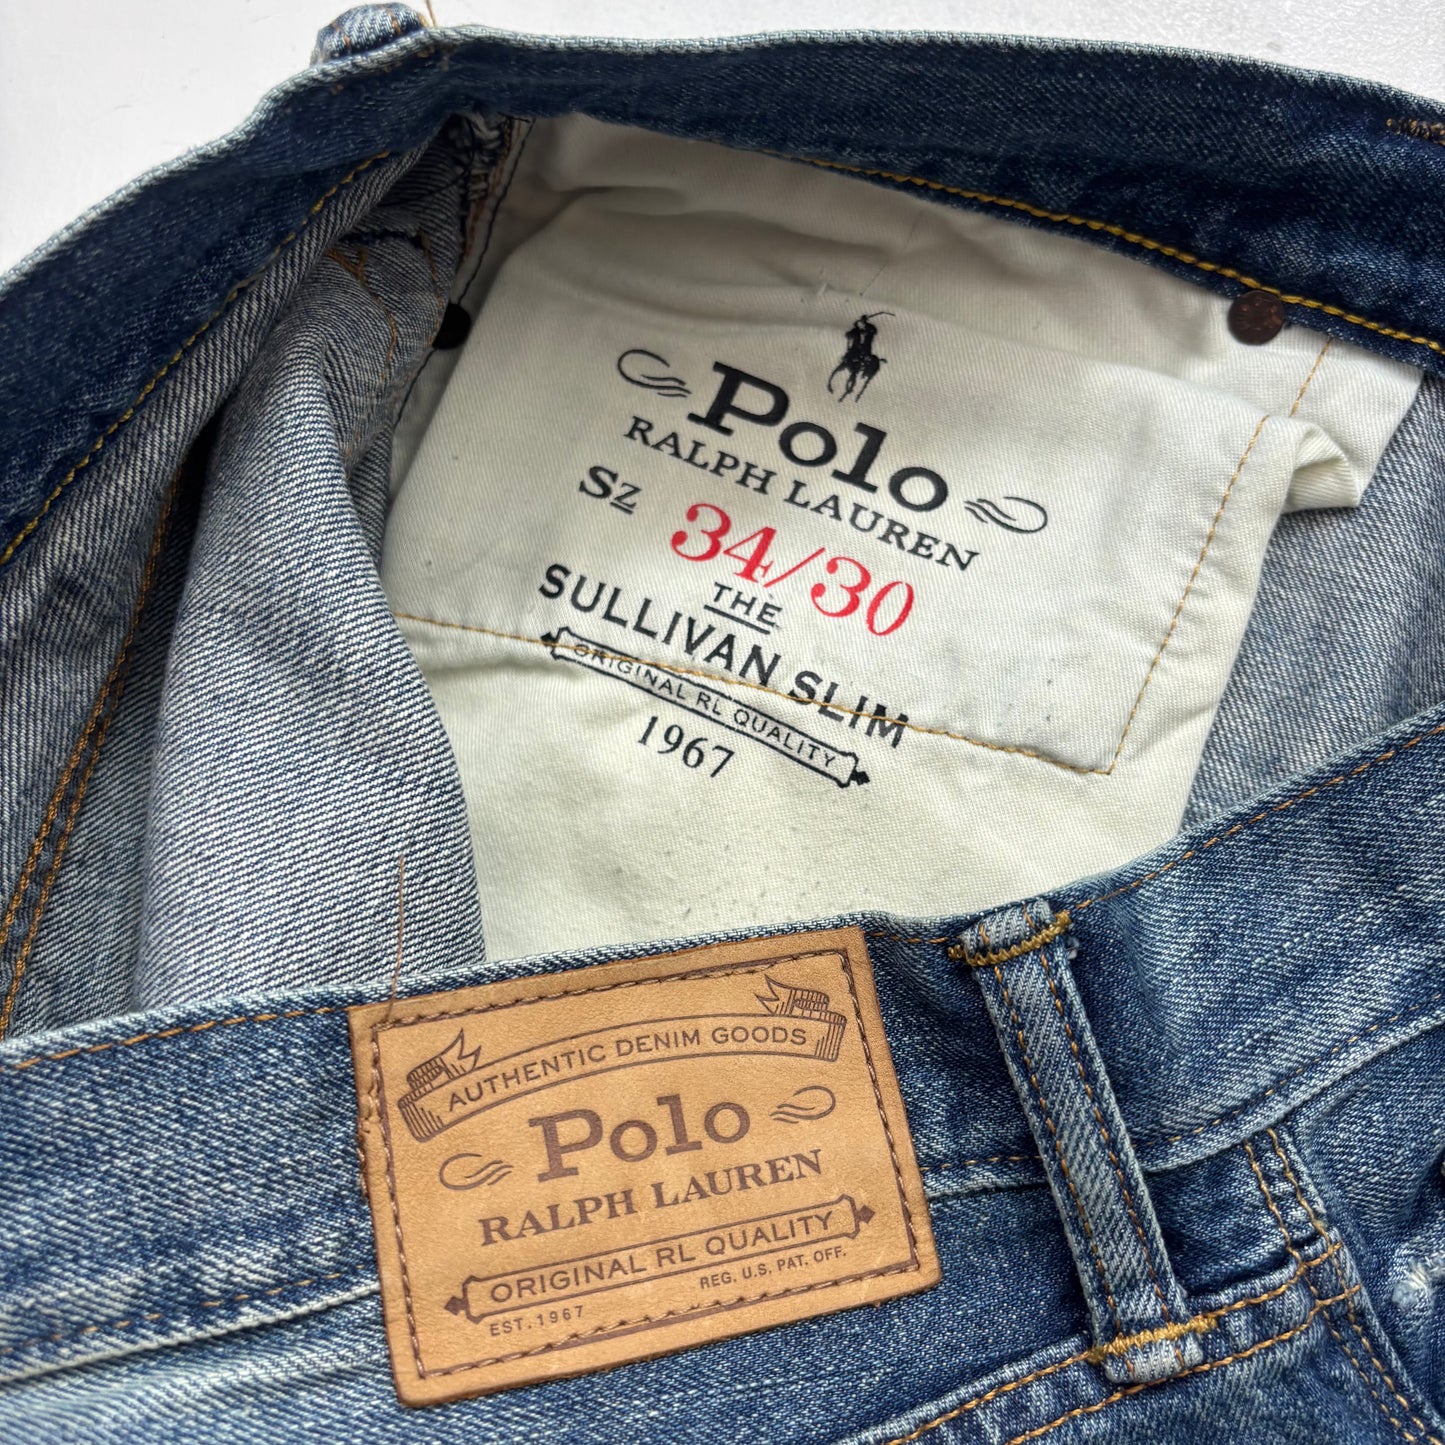 Polo
RALPH LAUREN
Sz 34/30
THE
SULLIVAN SLIM
ORIGINAL RL QUALITY
1967
AUTHENTIC DENIM GOODS
Polo
RALPH LAUREN
ORIGINAL RL QUALITY
EST. 1967 REG. U.S. PAT. OFF.